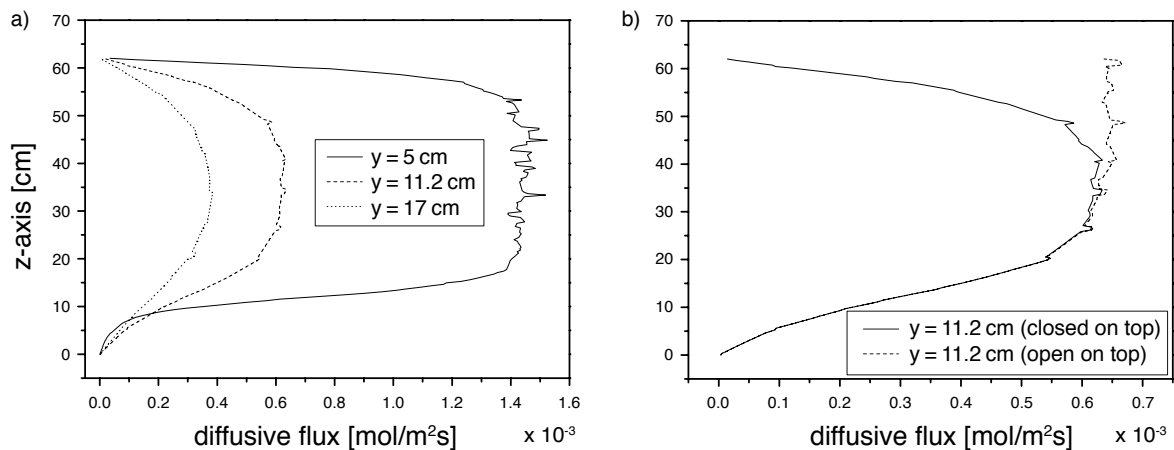 a)
70
60
50
40
30
20
10
0
z-axis [cm]
y = 5 cm
y = 11.2 cm
y = 17 cm
0.0 0.2 0.4 0.6 0.8 1.0 1.2 1.4 1.6
x 10-3
diffusive flux [mol/m2s]
b)
70
60
50
40
30
20
10
0
y = 11.2 cm (closed on top)
y = 11.2 cm (open on top)
0.0 0.1 0.2 0.3 0.4 0.5 0.6 0.7
x 10-3
diffusive flux [mol/m2s]